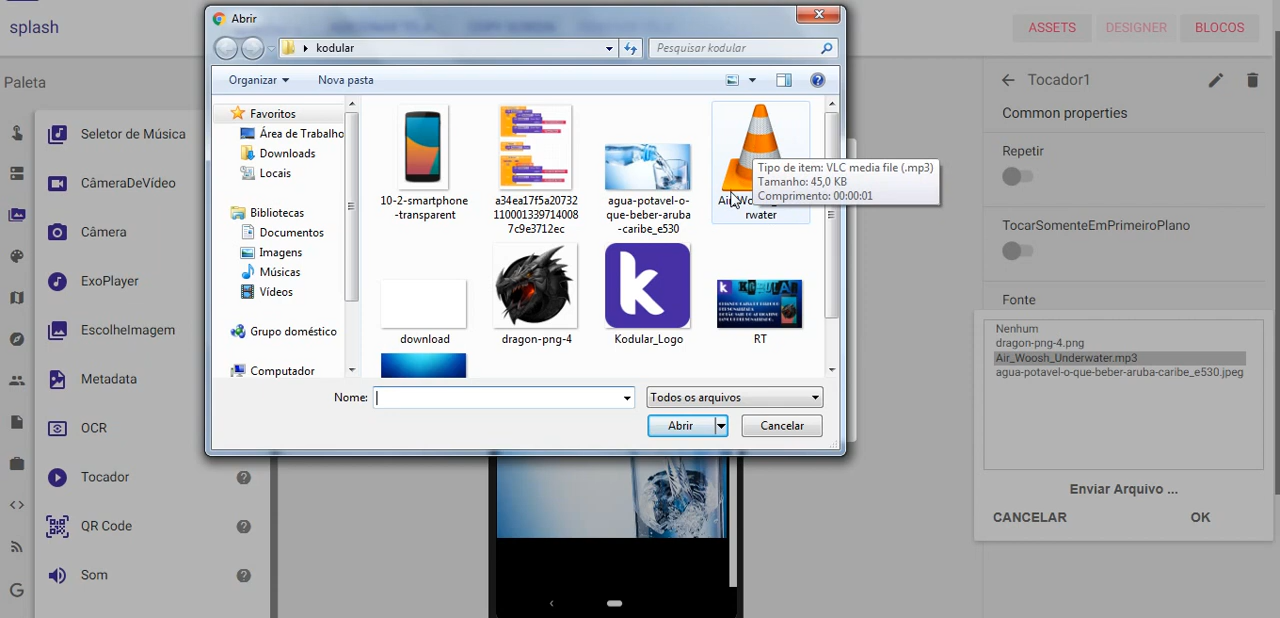 splash
ASSETS
DESIGNER
BLOCOS
Paleta
Seletor de Música
CâmeraDeVídeo
Câmera
ExoPlayer
EscolheImagem
Metadata
OCR
Tocador
QR Code
Som
Abrir
kodular
Pesquisar kodular
Organizar
Nova pasta
Favoritos
Área de Trabalho
Downloads
Locais
Bibliotecas
Documentos
Imagens
Músicas
Vídeos
Grupo doméstico
Computador
10-2-smartphone
-transparent
a34ea17f5a20732
110001339714008
7c9e3712ec
agua-potavel-o-
que-beber-aruba
-caribe_e530
rwater
Tipo de item: VLC media file (.mp3)
Tamanho: 45,0 KB
Comprimento: 00:00:01
download
dragon-png-4
Kodular_Logo
RT
Nome:
Todos os arquivos
Abrir
Cancelar
Tocador1
Common properties
Repetir
TocarSomenteEmPrimeiroPlano
Fonte
Nenhum
dragon-png-4.png
Air_Woosh_Underwater.mp3
agua-potavel-o-que-beber-aruba-caribe_e530.jpeg
Enviar Arquivo ...
CANCELAR
OK